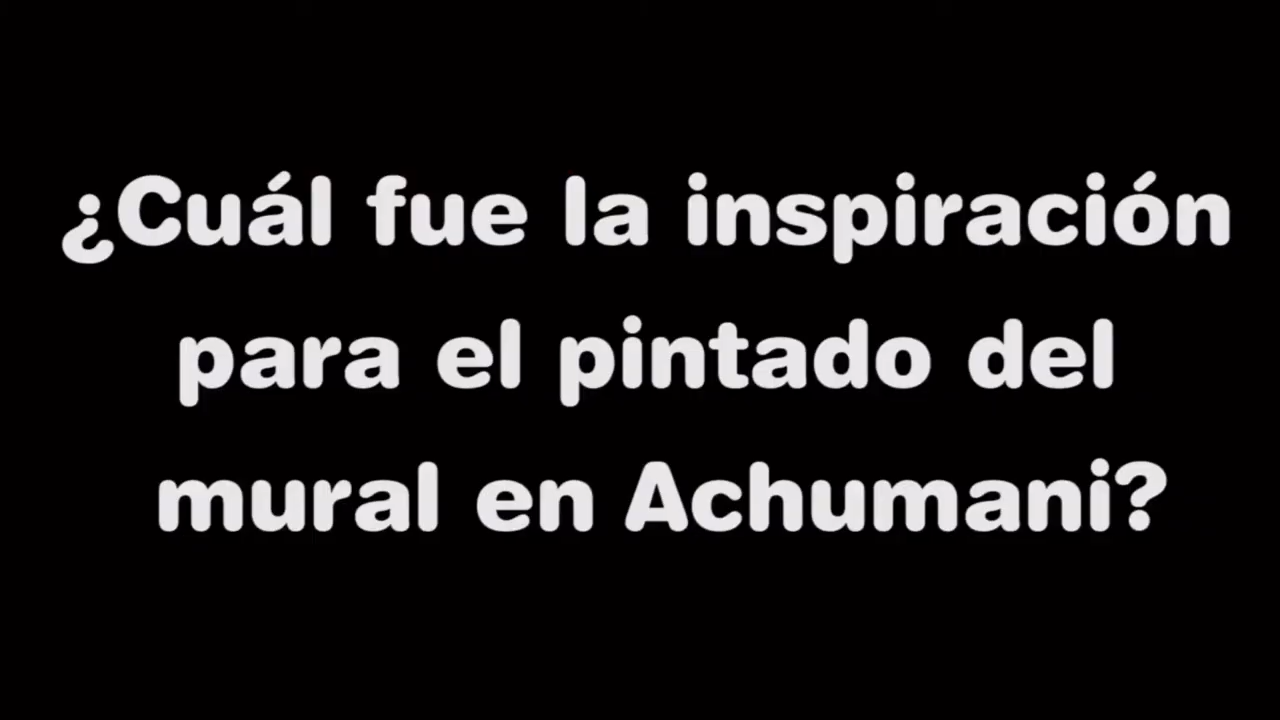 ¿Cuál fue la inspiración
para el pintado del
mural en Achumani?